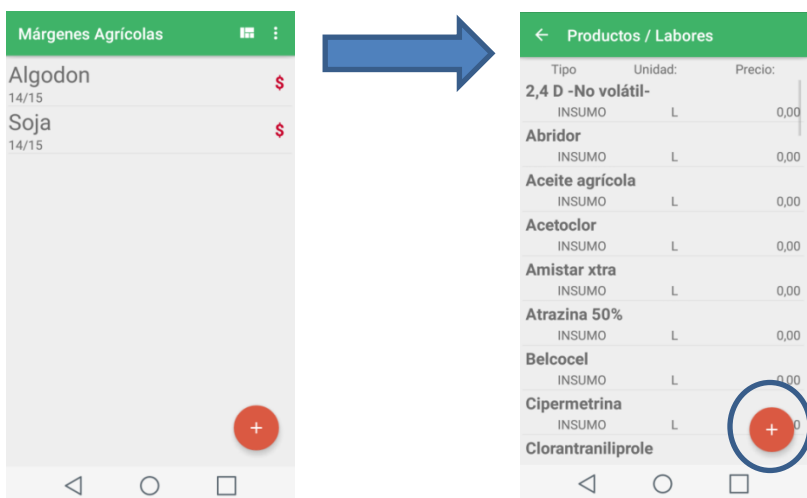 Márgenes Agrícolas
Algodon
$
14/15
Soja
$
14/15
+
Productos / Labores
Tipo Unidad: Precio:
2,4 D -No volátil-
INSUMO L 0,00
Abridor
INSUMO L 0,00
Aceite agrícola
INSUMO L 0,00
Acetoclor
INSUMO L 0,00
Amistar xtra
INSUMO L 0,00
Atrazina 50%
INSUMO L 0,00
Belcocel
INSUMO L 0,00
Cipermetrina
INSUMO L
+
Clorantraniliprole